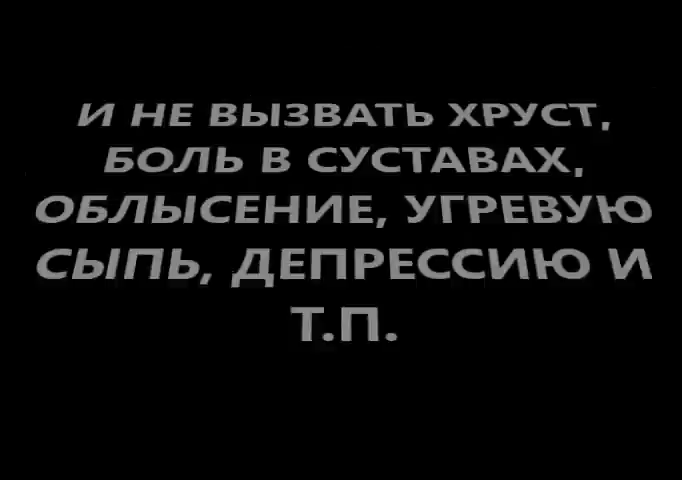 И НЕ ВЫЗВАТЬ ХРУСТ,
БОЛЬ В СУСТАВАХ,
ОБЛЫСЕНИЕ, УГРЕВУЮ
СЫПЬ, ДЕПРЕССИЮ И
Т.П.